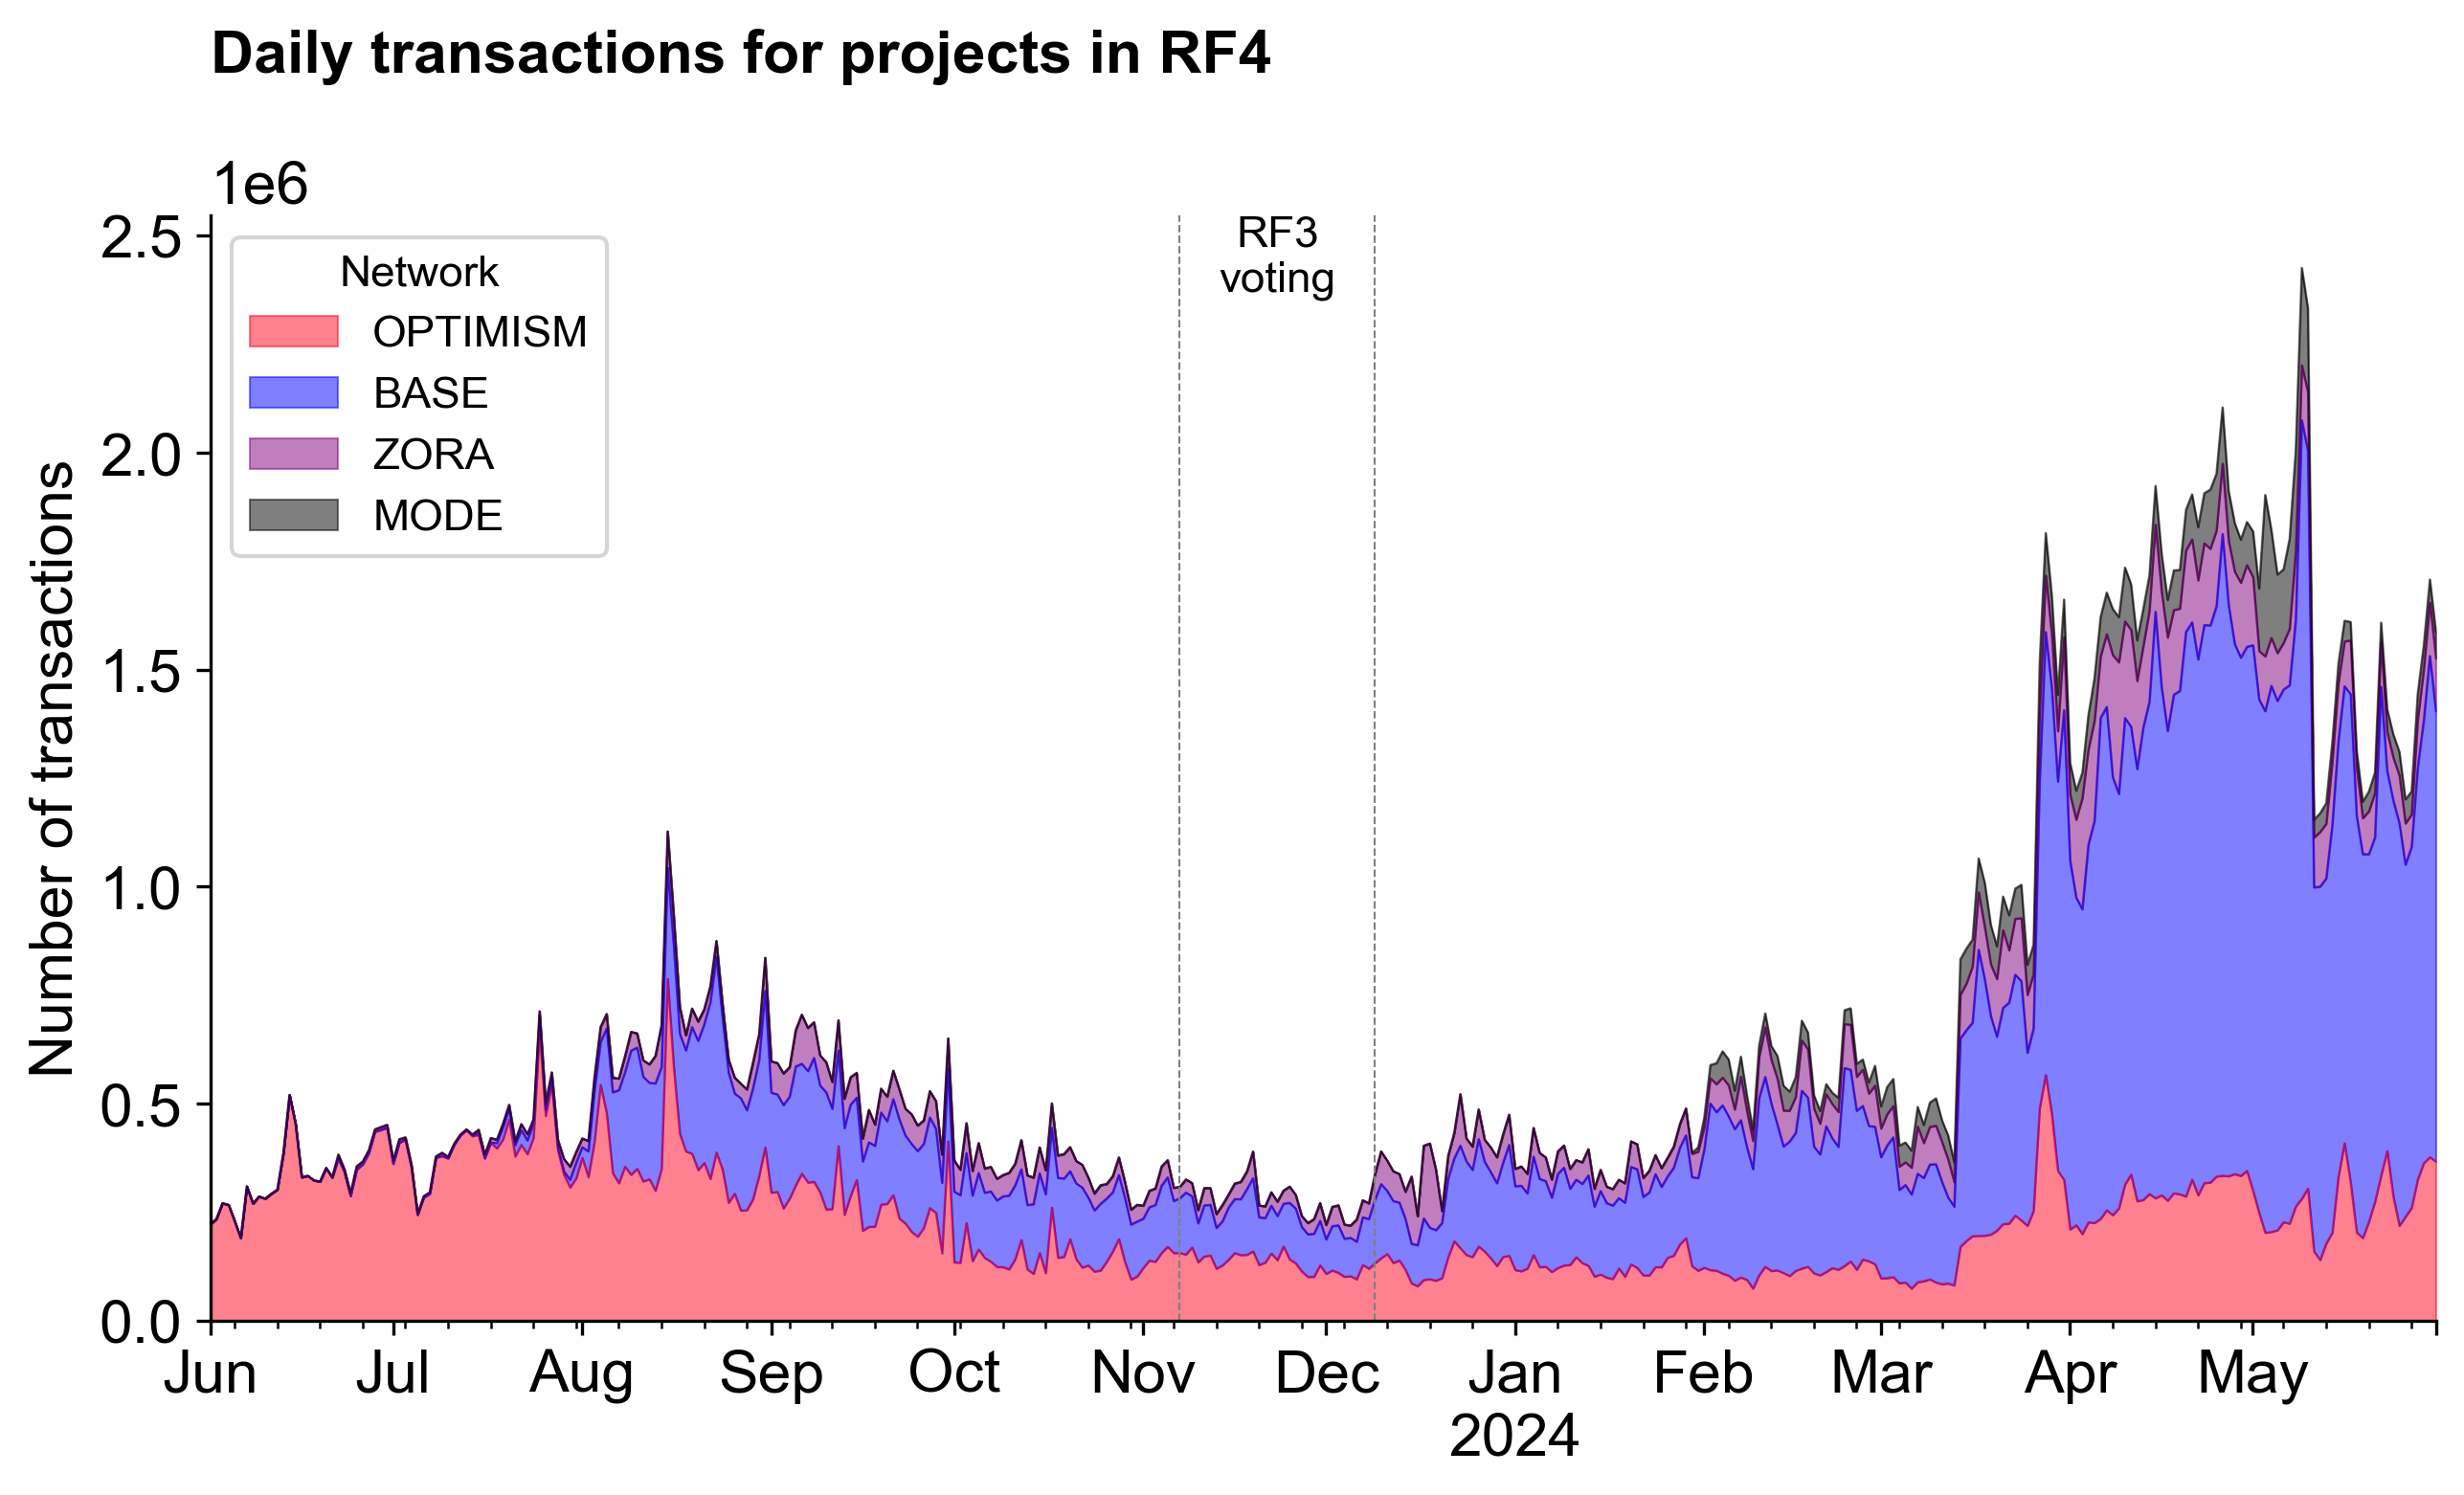 Daily transactions for projects in RF4
1e6
2.5
2.0
1.5
1.0
0.5
0.0
Number of transactions
Network
OPTIMISM
BASE
ZORA
MODE
RF3
voting
Jun Jul Aug Sep Oct Nov Dec Jan Feb Mar Apr May
2024